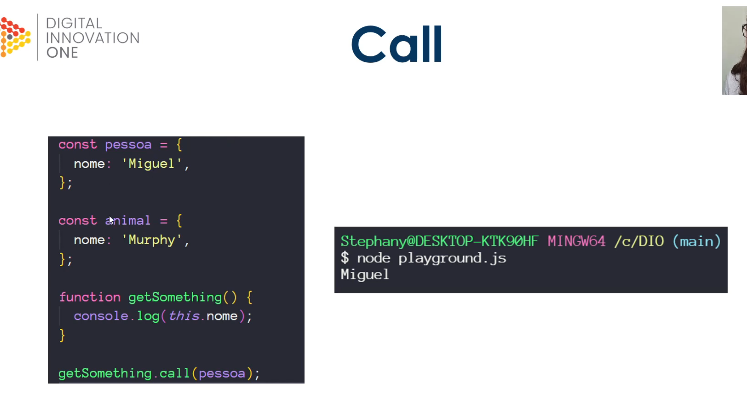 DIGITAL
INNOVATION
ONE
Call
const pessoa = {
nome: 'Miguel',
};
const animal = {
nome: 'Murphy',
};
function getSomething() {
console.log(this.nome);
}
getSomething.call(pessoa);
Stephany@DESKTOP-KTK90HF MINGW64 /c/DIO (main)
$ node playground.js
Miguel